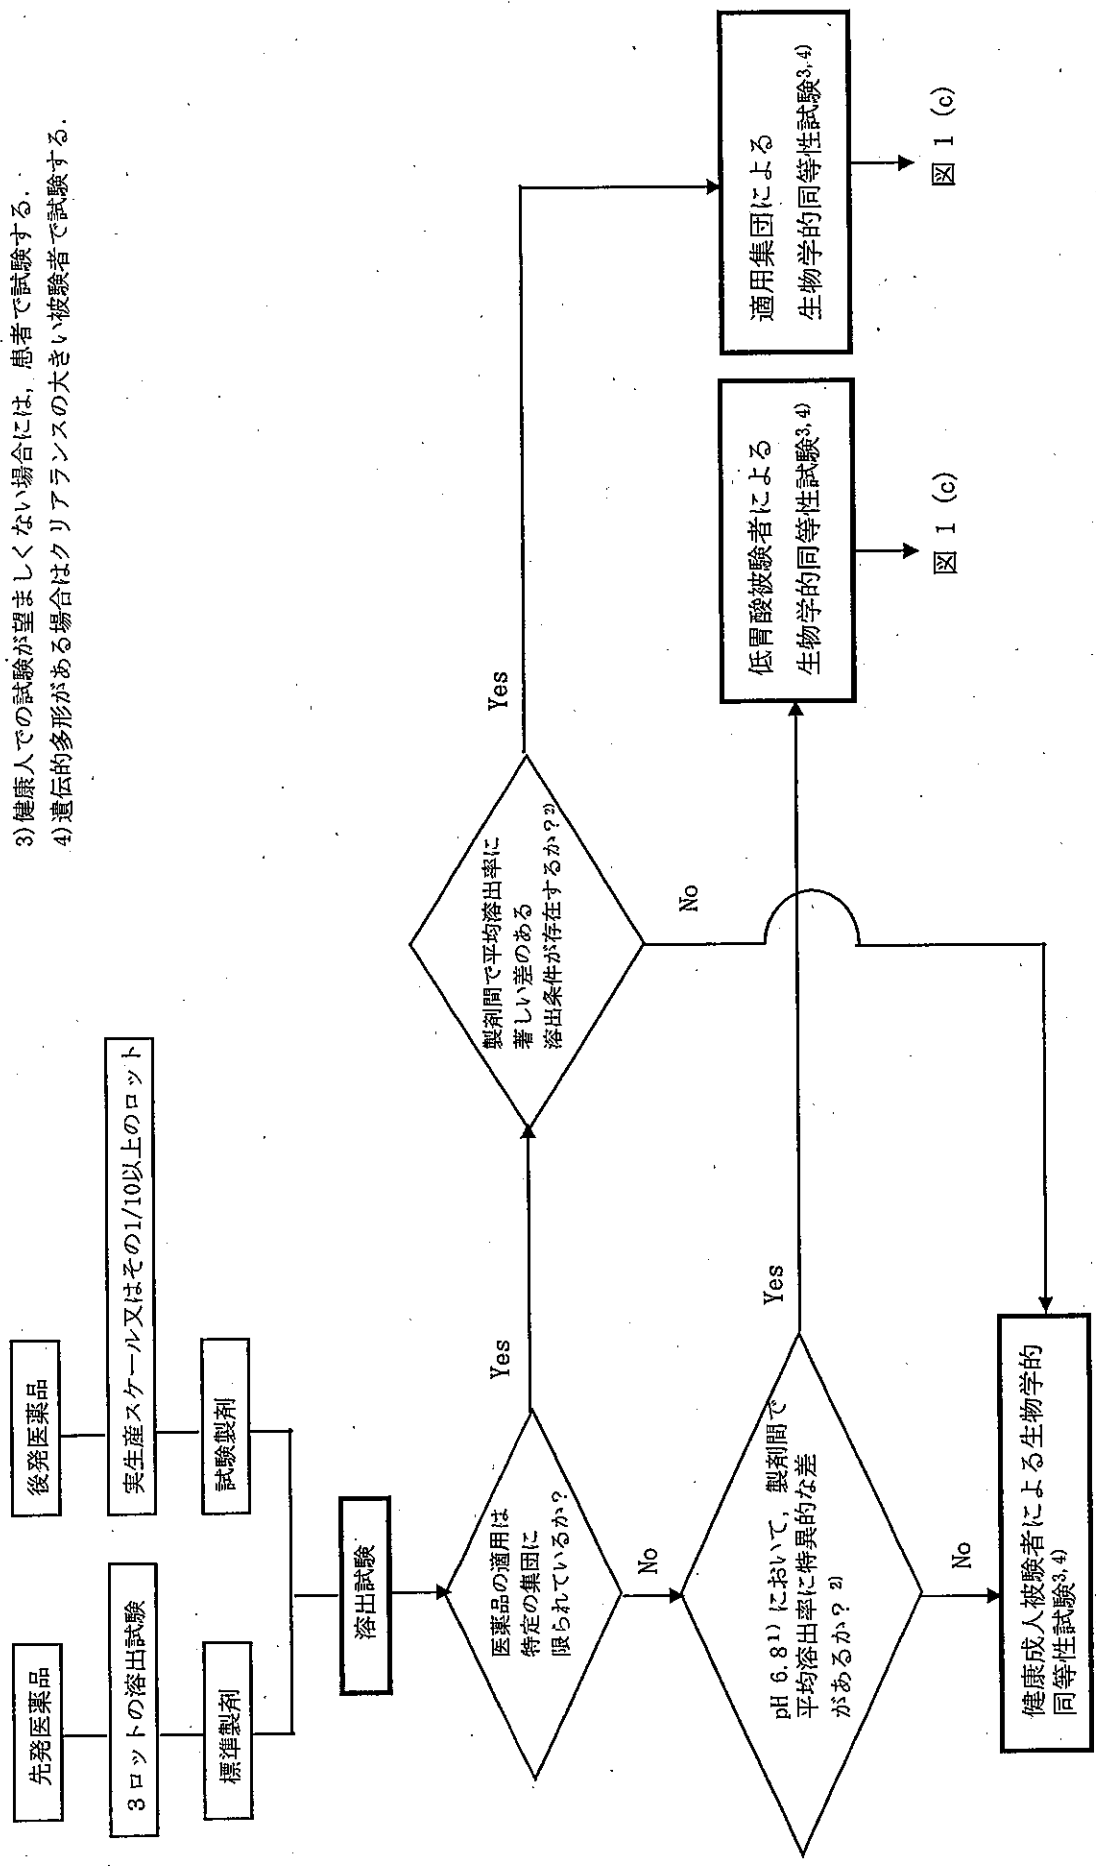 3)健康人での試験が望ましくない場合には，患者で試験する．
4)遺伝的多形がある場合はクリアランスの大きい被験者で試験する．
先発医薬品
後発医薬品
3ロットの溶出試験
実生産スケール又はその1/10以上のロット
標準製剤
試験製剤
溶出試験
医薬品の適用は
特定の集団に
限られているか？
Yes
製剤間で平均溶出率に
著しい差のある
溶出条件が存在するか？2)
Yes
No
No
pH 6.81) において，製剤間で
平均溶出率に特異的な差
があるか？2)
Yes
No
低胃酸被験者による
生物学的同等性試験3,4)
図 1 (c)
適用集団による
生物学的同等性試験3,4)
図 1 (c)
健康成人被験者による生物学的
同等性試験3,4)